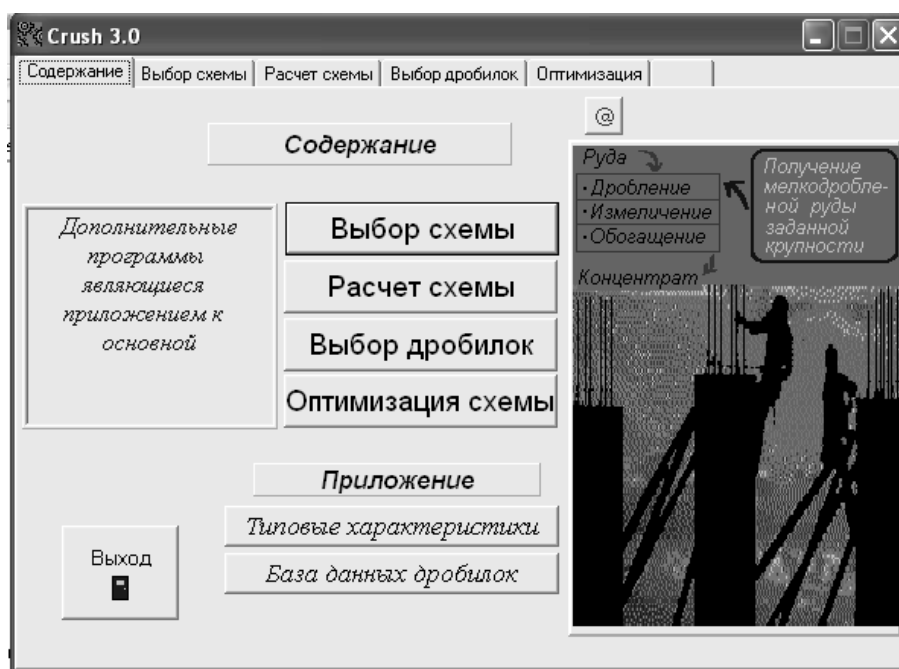 Crush 3.0
Содержание Выбор схемы Расчет схемы Выбор дробилок Оптимизация
@
Содержание
Дополнительные
программы
являющиеся
приложением к
основной
Выбор схемы
Расчет схемы
Выбор дробилок
Оптимизация схемы
Приложение
Типовые характеристики
База данных дробилок
Выход
Руда
·Дробление
·Измеличение
·Обогащение
Концентрат
Получение
мелкодробле-
ной руды
заданной
крупности